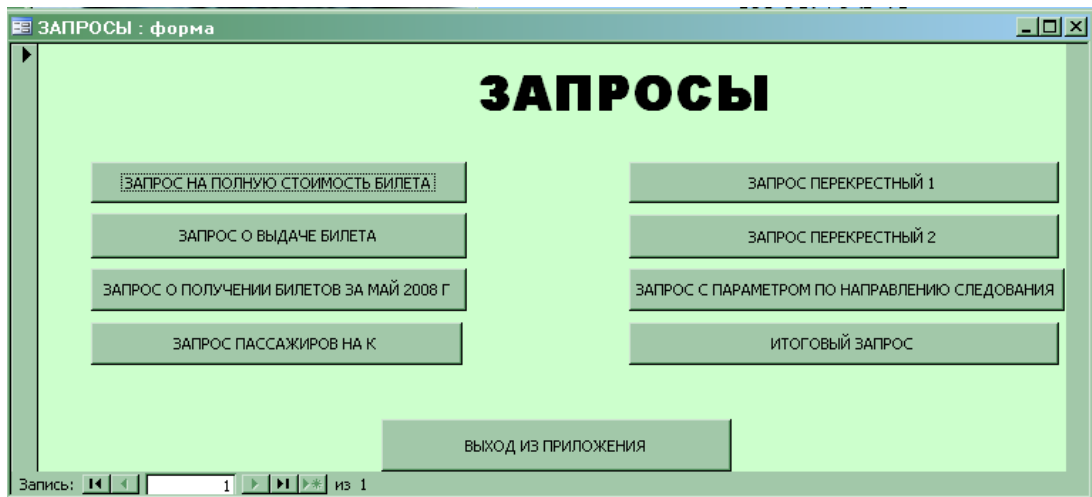 ЗАПРОСЫ : форма
ЗАПРОСЫ
ЗАПРОС НА ПОЛНУЮ СТОИМОСТЬ БИЛЕТА
ЗАПРОС О ВЫДАЧЕ БИЛЕТА
ЗАПРОС О ПОЛУЧЕНИИ БИЛЕТОВ ЗА МАЙ 2008 Г
ЗАПРОС ПАССАЖИРОВ НА К
ЗАПРОС ПЕРЕКРЕСТНЫЙ 1
ЗАПРОС ПЕРЕКРЕСТНЫЙ 2
ЗАПРОС С ПАРАМЕТРОМ ПО НАПРАВЛЕНИЮ СЛЕДОВАНИЯ
ИТОГОВЫЙ ЗАПРОС
ВЫХОД ИЗ ПРИЛОЖЕНИЯ
Запись: 1 из 1